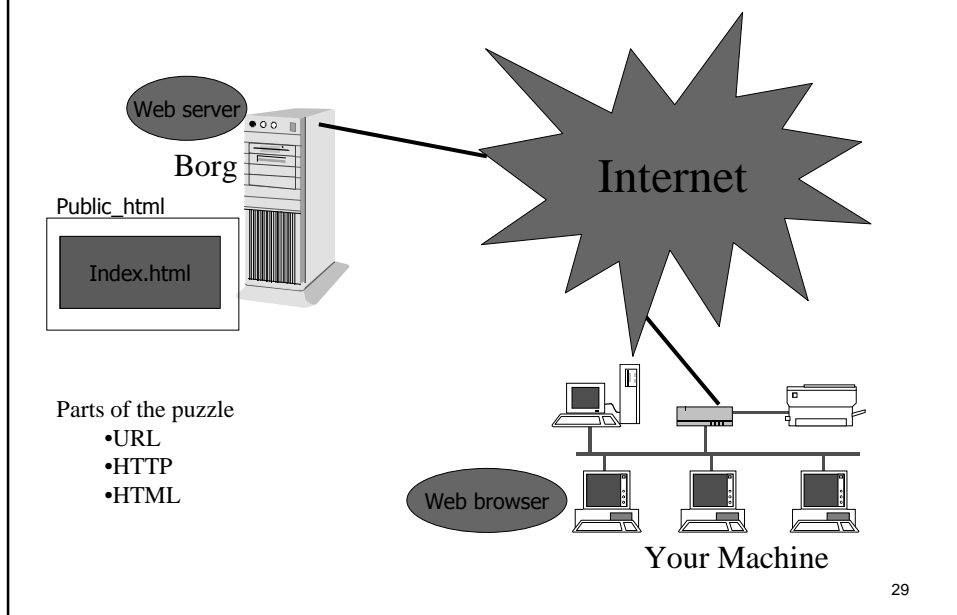 Web server
Borg
Internet
Public_html
Index.html
Parts of the puzzle
•URL
•HTTP
•HTML
Web browser
Your Machine
29